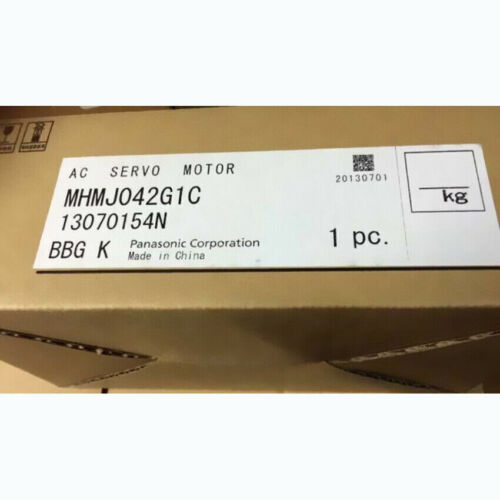 AC SERVO MOTOR
20130701
MHMJ042G1C
kg
13070154N
1 pc.
BBG K Panasonic Corporation
Made in China